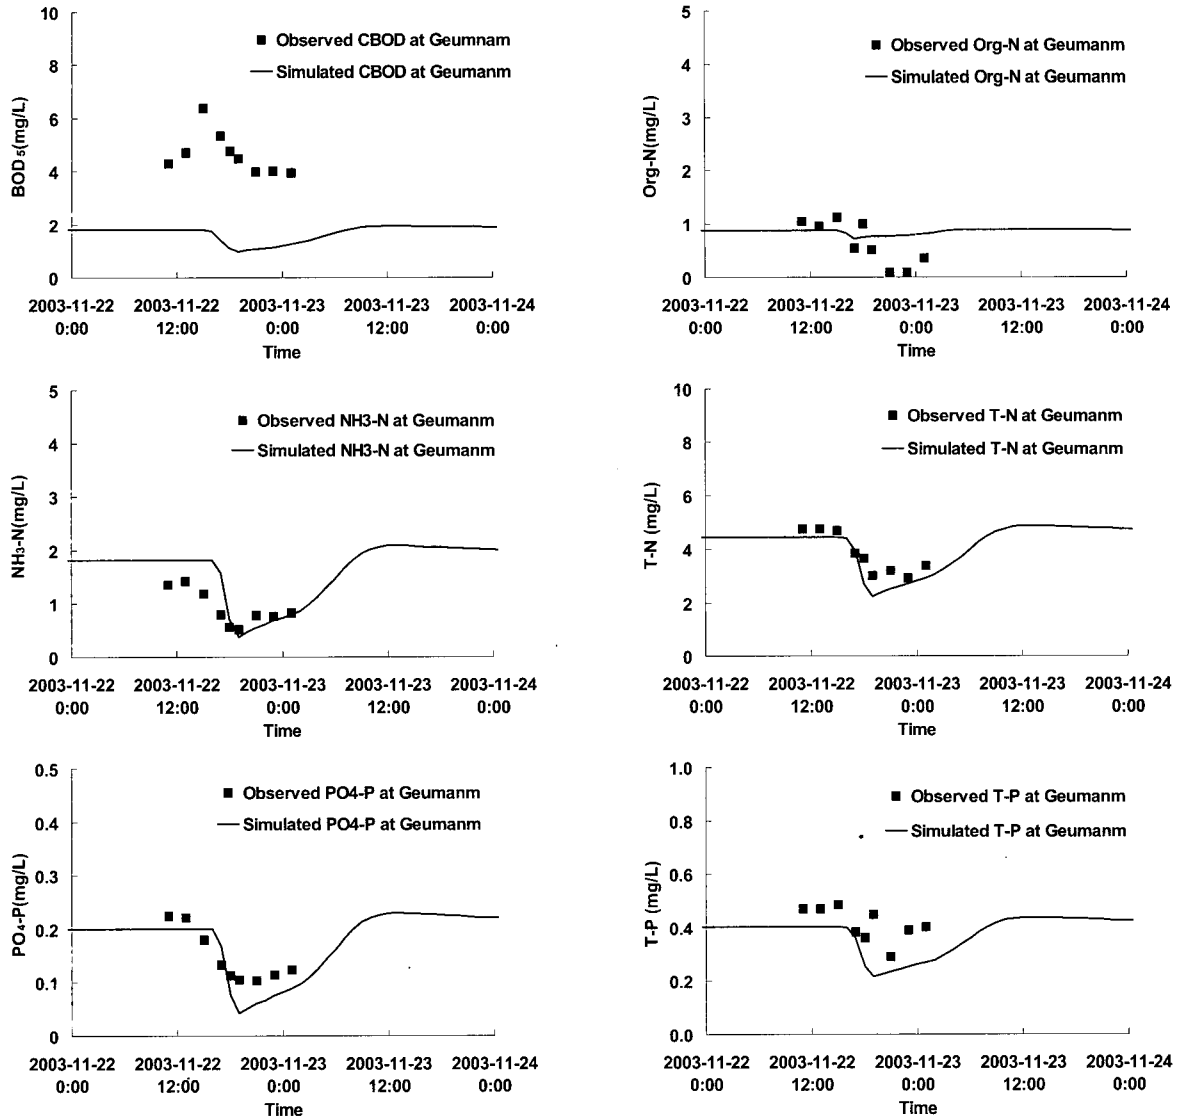 10
8
6
4
2
0
BOD5(mg/L)
Observed CBOD at Geumnam
Simulated CBOD at Geumanm
2003-11-22 2003-11-22 2003-11-23 2003-11-23 2003-11-24
0:00 12:00 0:00 12:00 0:00
Time
5
4
3
2
1
0
Org-N(mg/L)
Observed Org-N at Geumanm
Simulated Org-N at Geumanm
2003-11-22 2003-11-22 2003-11-23 2003-11-23 2003-11-24
0:00 12:00 0:00 12:00 0:00
Time
5
4
3
2
1
0
NH3-N(mg/L)
Observed NH3-N at Geumanm
Simulated NH3-N at Geumanm
2003-11-22 2003-11-22 2003-11-23 2003-11-23 2003-11-24
0:00 12:00 0:00 12:00 0:00
Time
10
8
6
4
2
0
T-N (mg/L)
Observed T-N at Geumanm
Simulated T-N at Geumanm
2003-11-22 2003-11-22 2003-11-23 2003-11-23 2003-11-24
0:00 12:00 0:00 12:00 0:00
Time
0.5
0.4
0.3
0.2
0.1
0
PO4-P(mg/L)
Observed PO4-P at Geumanm
Simulated PO4-P at Geumanm
2003-11-22 2003-11-22 2003-11-23 2003-11-23 2003-11-24
0:00 12:00 0:00 12:00 0:00
Time
1.0
0.8
0.6
0.4
0.2
0.0
T-P (mg/L)
Observed T-P at Geumanm
Simulated T-P at Geumanm
2003-11-22 2003-11-22 2003-11-23 2003-11-23 2003-11-24
0:00 12:00 0:00 12:00 0:00
Time